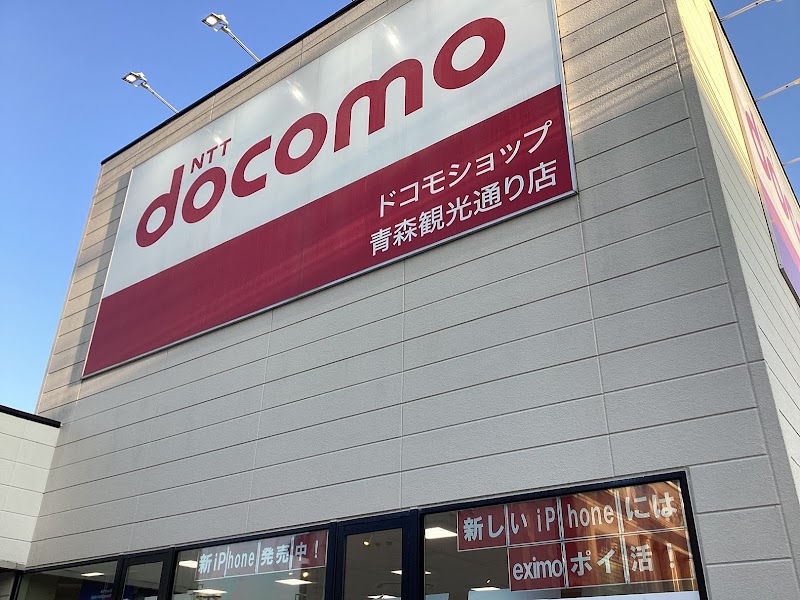 NTT
docomo
ドコモショップ
青森観光通り店
新iPhone発売中！
新しいiPhoneには
eximoポイ活！